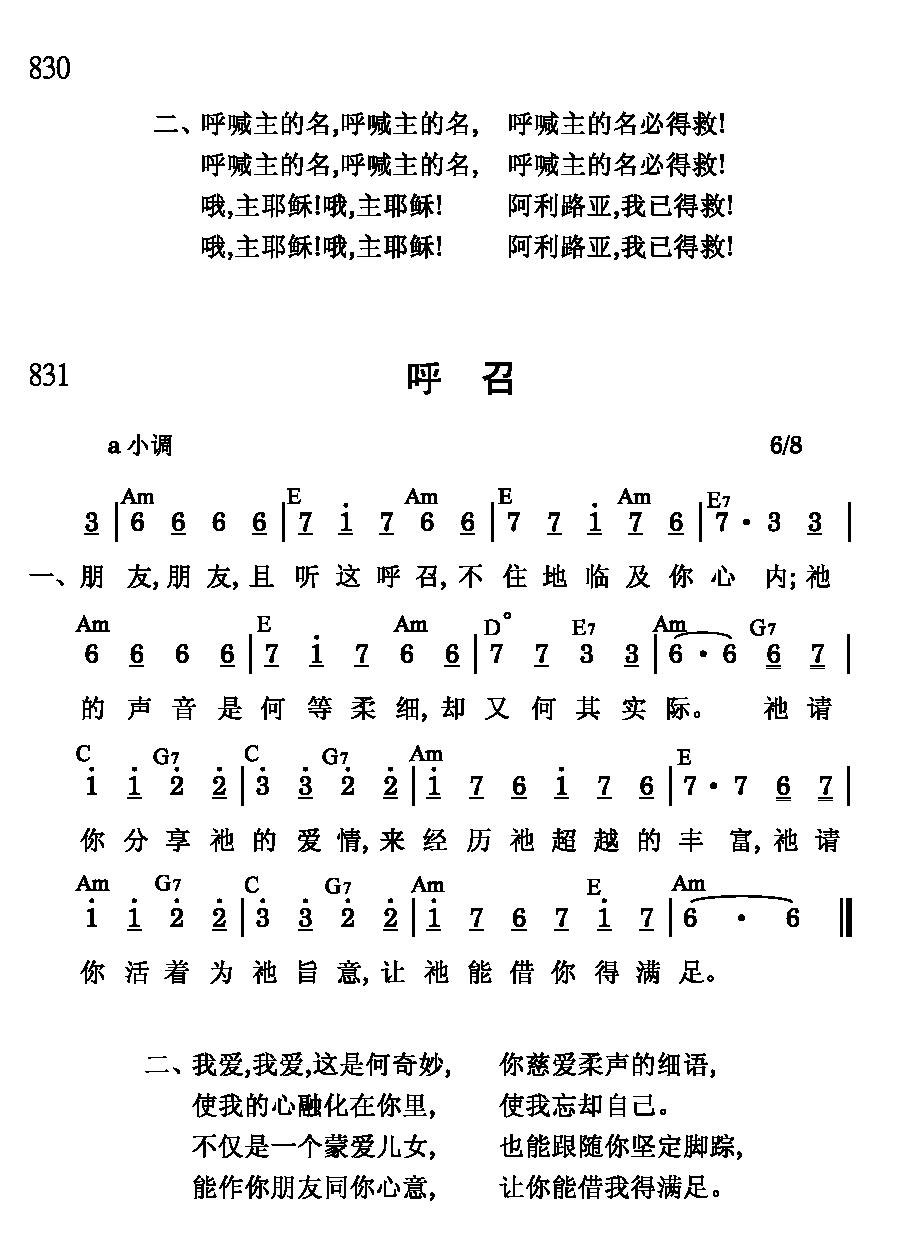 830
二、呼喊主的名,呼喊主的名, 呼喊主的名必得救!
呼喊主的名,呼喊主的名, 呼喊主的名必得救!
哦,主耶稣!哦,主耶稣! 阿利路亚,我已得救!
哦,主耶稣!哦,主耶稣! 阿利路亚,我已得救!
831 呼 召
a 小调 6/8
Am E Am E Am E7
3 | 6 6 6 6 | 7 i 7 6 6 | 7 7 i 7 6 | 7 · 3 3 |
一、朋 友,朋 友,且 听 这 呼 召,不 住 地 临 及 你 心 内;祂
Am E Am D° E7 Am G7
6 6 6 6 | 7 i 7 6 6 | 7 7 3 3 | 6 · 6 6 7 |
的 声 音 是 何 等 柔 细,却 又 何 其 实 际。 祂 请
C G7 C G7 Am E
i i 2̇ 2̇ | 3̇ 3̇ 2̇ 2̇ | i 7 6 i 7 6 | 7 · 7 6 7 |
你 分 享 祂 的 爱 情,来 经 历 祂 超 越 的 丰 富,祂 请
Am G7 C G7 Am E Am
i i 2̇ 2̇ | 3̇ 3̇ 2̇ 2̇ | i 7 6 7 i 7 | 6 · 6 ‖
你 活 着 为 祂 旨 意,让 祂 能 借 你 得 满 足。
二、我爱,我爱,这是何奇妙, 你慈爱柔声的细语,
使我的心融化在你里, 使我忘却自己。
不仅是一个蒙爱儿女, 也能跟随你坚定脚踪,
能作你朋友同你心意, 让你能借我得满足。